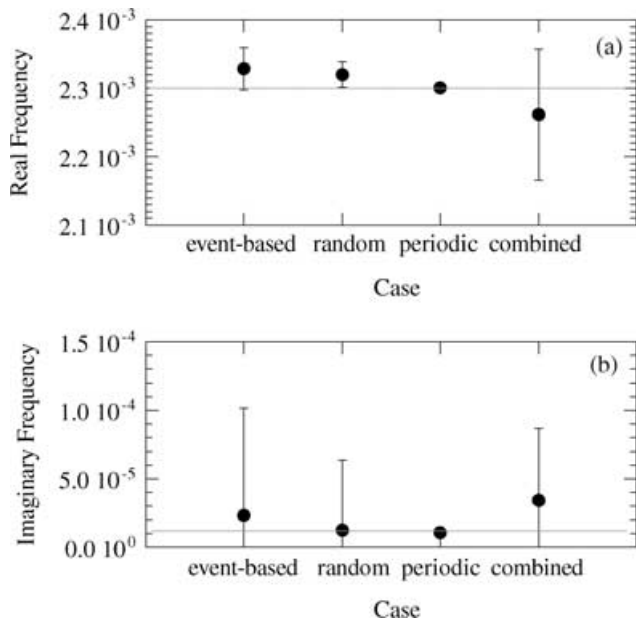 2.4 10-3
(a)
2.3 10-3
2.2 10-3
2.1 10-3
Real Frequency
event-based random periodic combined
Case
1.5 10-4
(b)
1.0 10-4
5.0 10-5
0.0 100
Imaginary Frequency
event-based random periodic combined
Case